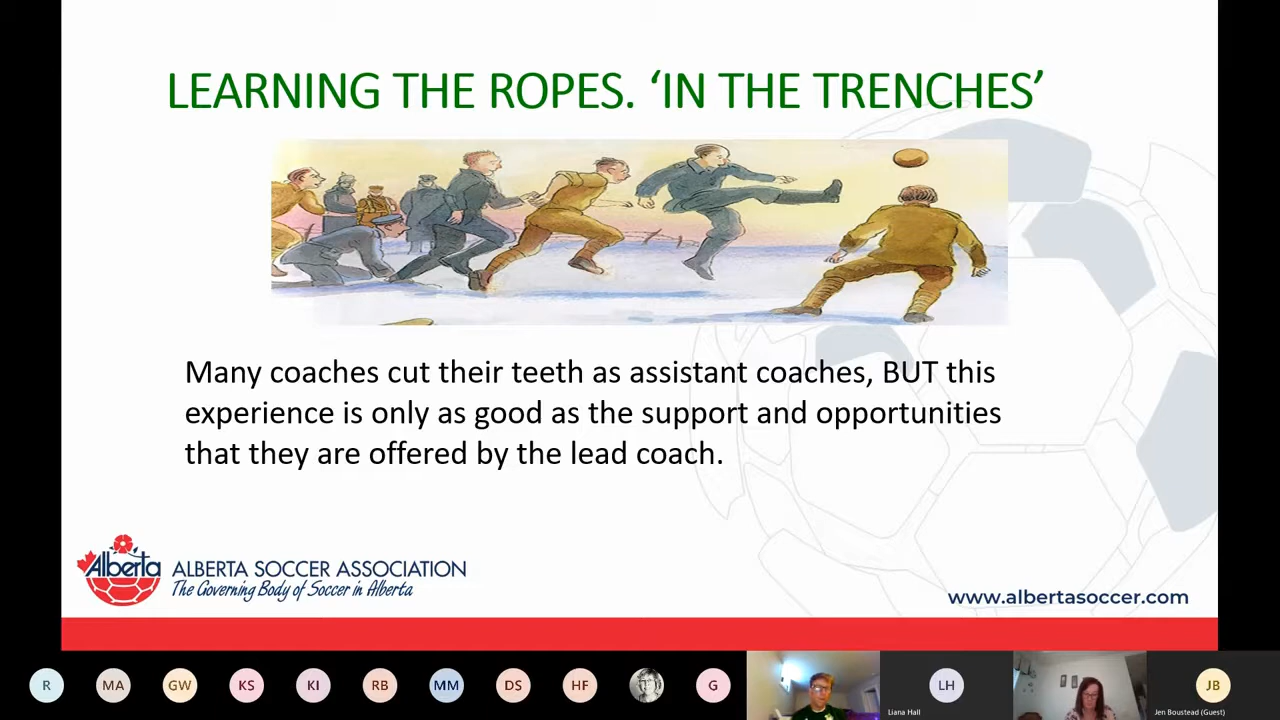 LEARNING THE ROPES. ‘IN THE TRENCHES’
Many coaches cut their teeth as assistant coaches, BUT this
experience is only as good as the support and opportunities
that they are offered by the lead coach.
Alberta
ALBERTA SOCCER ASSOCIATION
The Governing Body of Soccer in Alberta
www.albertasoccer.com
R MA GW KS KI RB MM DS HF G LH JB
Liana Hall
Jen Boustead (Guest)